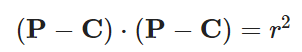 (P − C) · (P − C) = r²